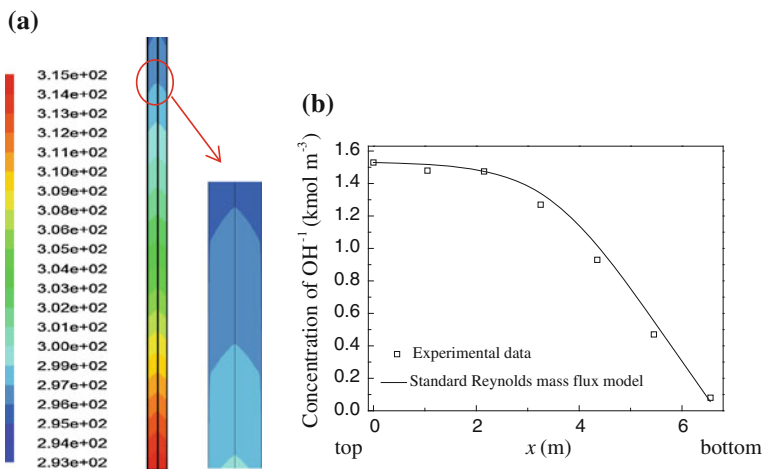 (a)
3.15e+02
3.14e+02
3.13e+02
3.12e+02
3.11e+02
3.10e+02
3.09e+02
3.08e+02
3.06e+02
3.05e+02
3.04e+02
3.03e+02
3.02e+02
3.01e+02
3.00e+02
2.99e+02
2.97e+02
2.96e+02
2.95e+02
2.94e+02
2.93e+02
(b)
Concentration of OH⁻¹ (kmol m⁻³)
1.6
1.4
1.2
1.0
0.8
0.6
0.4
0.2
0.0
Experimental data
Standard Reynolds mass flux model
0 2 4 6
top x (m) bottom